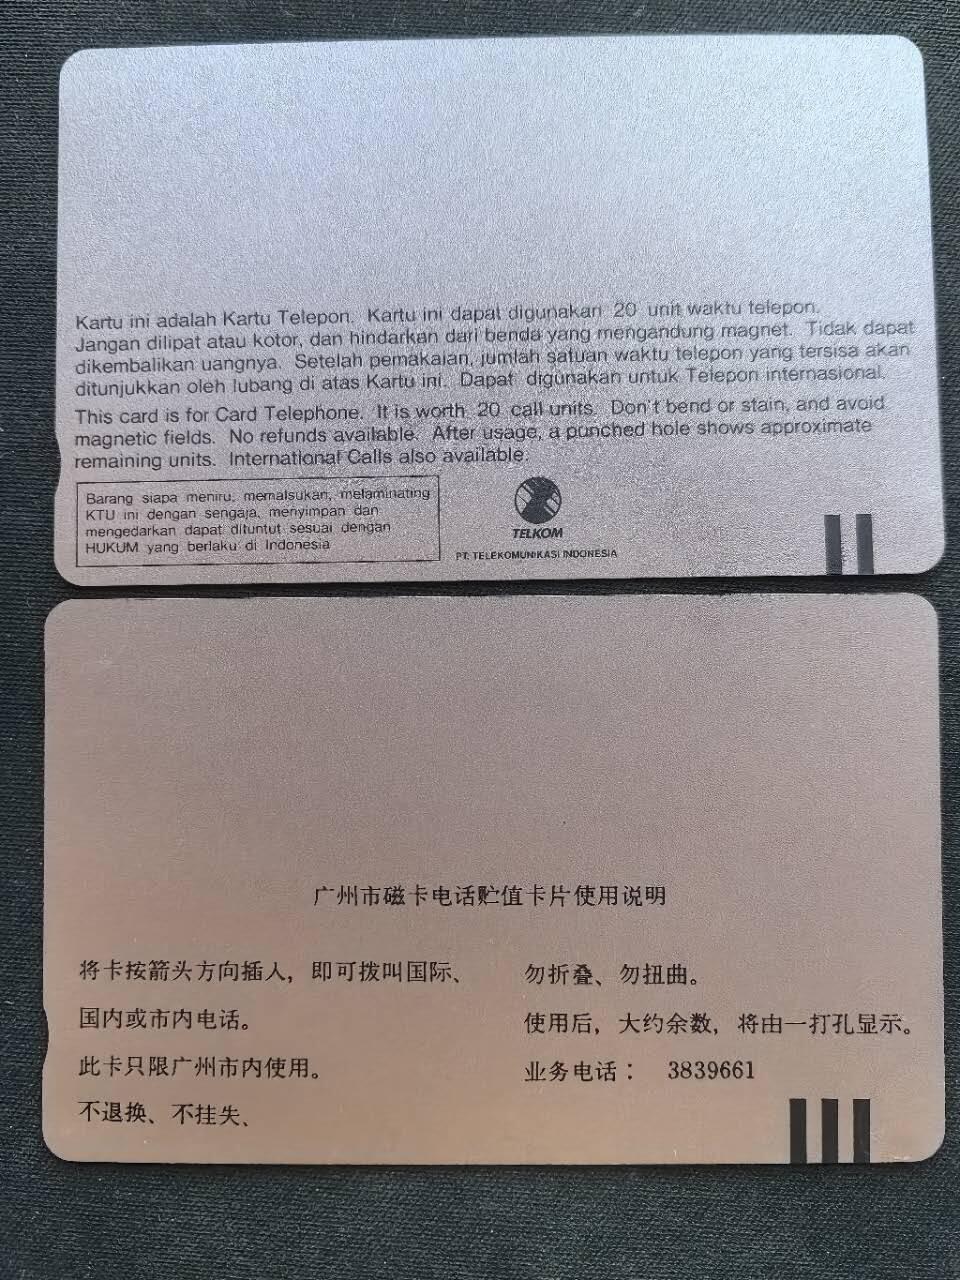 Kartu ini adalah Kartu Telepon. Kartu ini dapat digunakan 20 unit waktu telepon.
Jangan dilipat atau kotor, dan hindarkan dari benda yang mengandung magnet. Tidak dapat
dikembalikan uangnya. Setelah pemakaian, jumlah satuan waktu telepon yang tersisa akan
ditunjukkan oleh lubang di atas Kartu ini. Dapat digunakan untuk Telepon internasional.
This card is for Card Telephone. It is worth 20 call units. Don't bend or stain, and avoid
magnetic fields. No refunds available. After usage, a punched hole shows approximate
remaining units. International Calls also available.
Barang siapa meniru, memalsukan, melaminating
KTU ini dengan sengaja, menyimpan dan
mengedarkan dapat dituntut sesuai dengan
HUKUM yang berlaku di Indonesia
TELKOM
PT. TELEKOMUNIKASI INDONESIA
广州市磁卡电话贮值卡片使用说明
将卡按箭头方向插人，即可拨叫国际、
国内或市内电话。
此卡只限广州市内使用。
不退换、不挂失、
勿折叠、勿扭曲。
使用后，大约余数，将由一打孔显示。
业务电话： 3839661